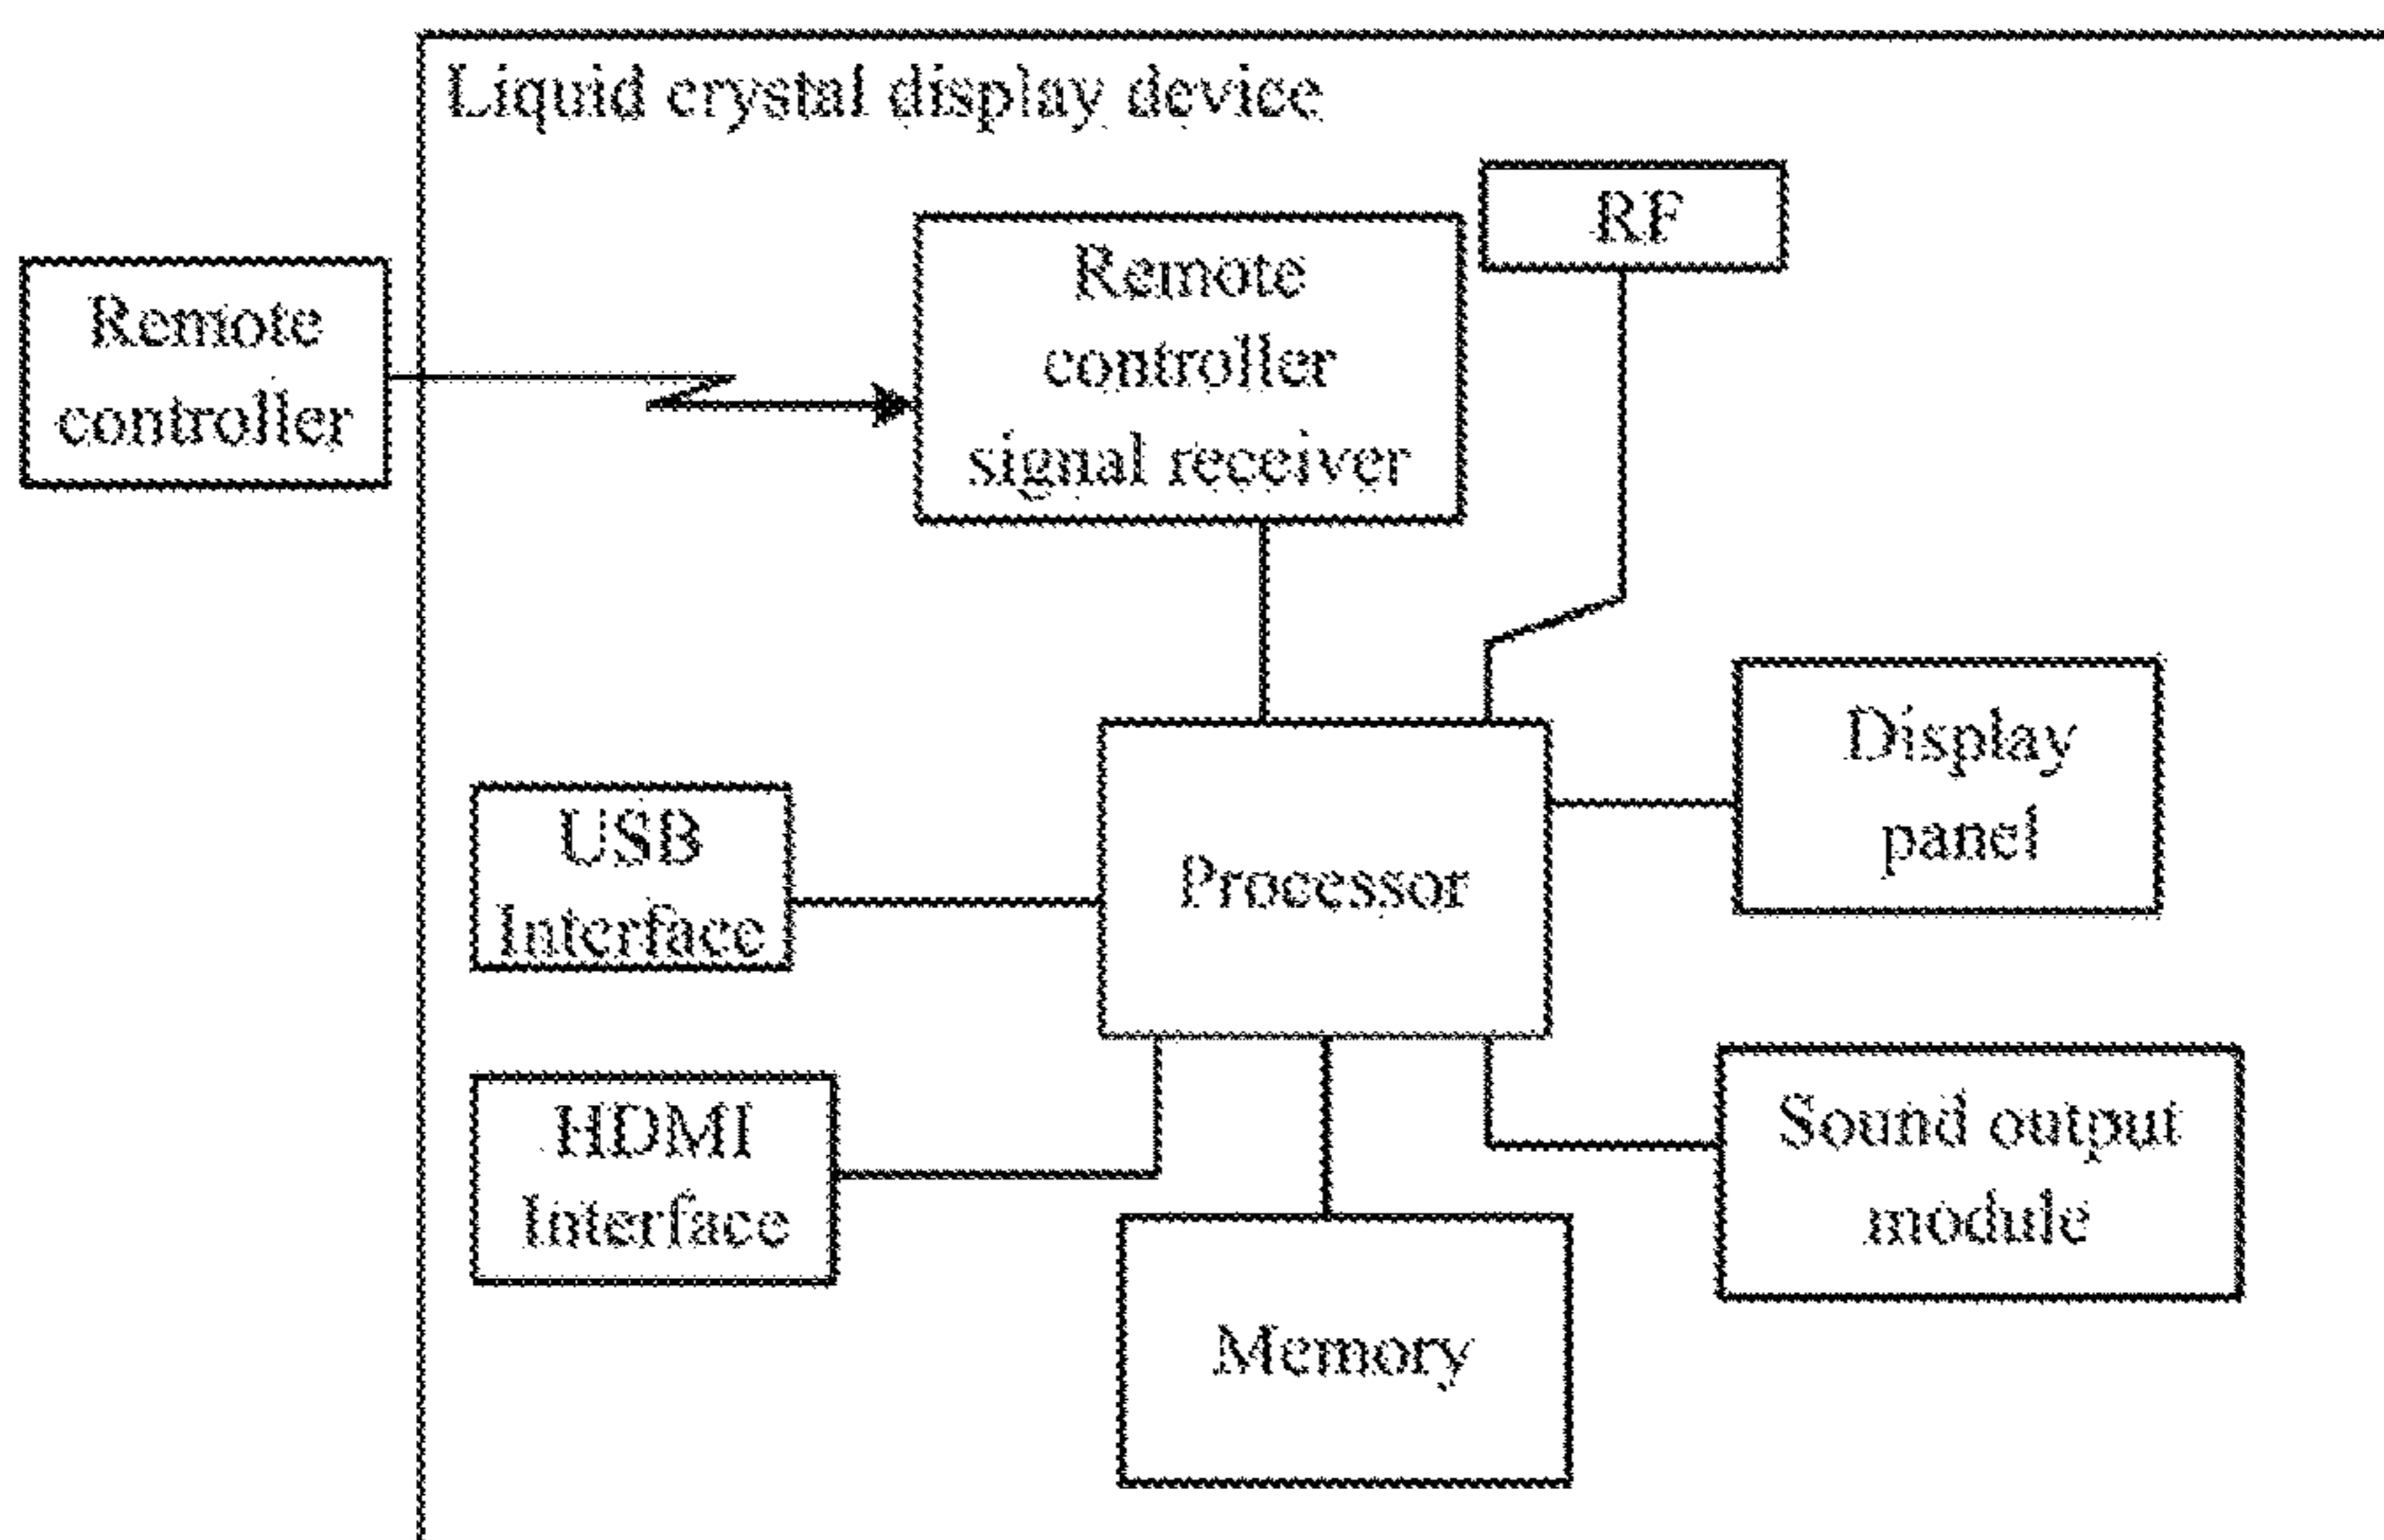 Liquid crystal display device
RF
Remote
controller
signal receiver
Remote
controller
Display
panel
USB
Interface
Processor
HDMI
Interface
Sound output
module
Memory